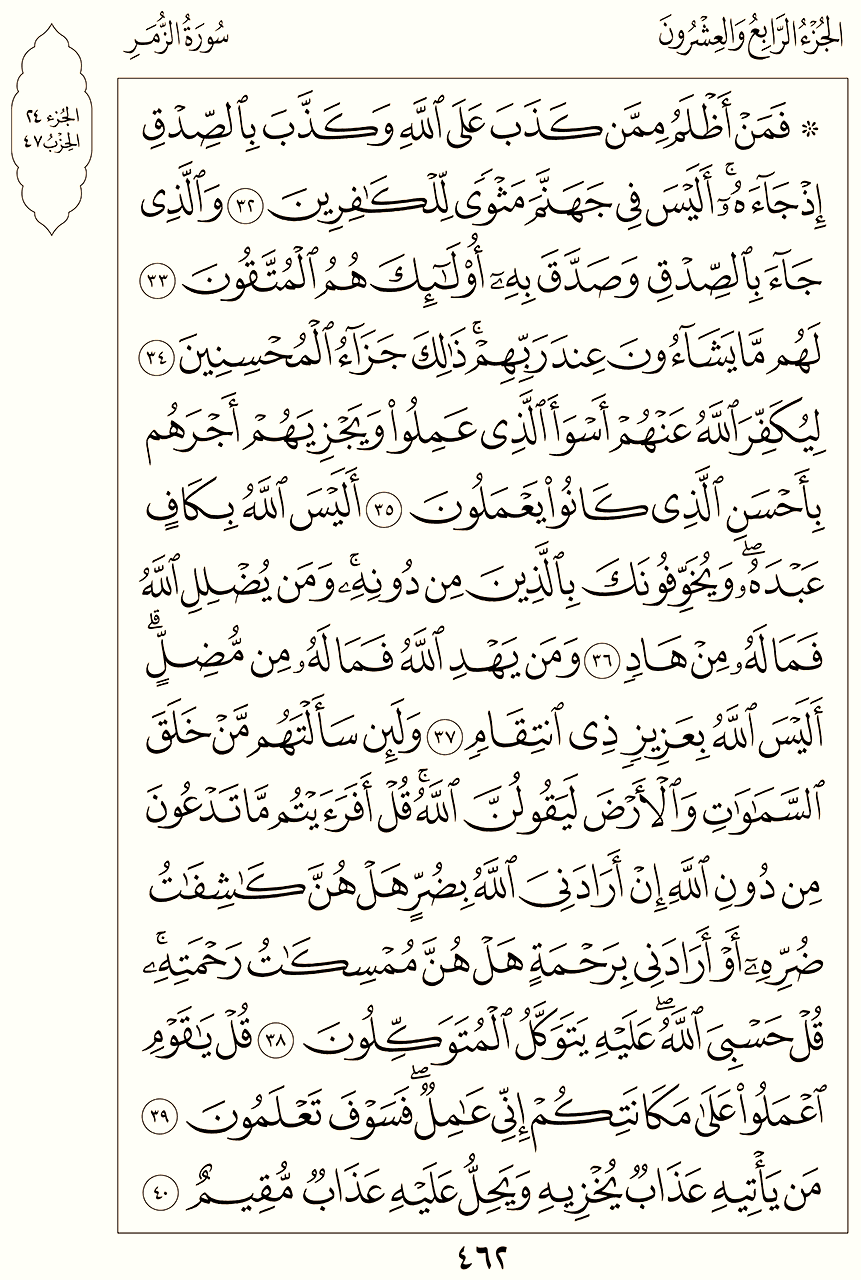 الجُزْءُ الرَّابِعُ وَالعِشْرُونَ
سُورَةُ الزُّمَرِ
الجُزء ٢٤
الحِزْبُ ٤٧
۞ فَمَنْ أَظْلَمُ مِمَّن كَذَبَ عَلَى ٱللَّهِ وَكَذَّبَ بِٱلصِّدْقِ
إِذْ جَآءَهُۥٓۚ أَلَيْسَ فِى جَهَنَّمَ مَثْوًى لِّلْكَٰفِرِينَ ٣٢ وَٱلَّذِى
جَآءَ بِٱلصِّدْقِ وَصَدَّقَ بِهِۦٓ أُو۟لَٰٓئِكَ هُمُ ٱلْمُتَّقُونَ ٣٣
لَهُم مَّا يَشَآءُونَ عِندَ رَبِّهِمْۚ ذَٰلِكَ جَزَآءُ ٱلْمُحْسِنِينَ ٣٤
لِيُكَفِّرَ ٱللَّهُ عَنْهُمْ أَسْوَأَ ٱلَّذِى عَمِلُوا۟ وَيَجْزِيَهُمْ أَجْرَهُم
بِأَحْسَنِ ٱلَّذِى كَانُوا۟ يَعْمَلُونَ ٣٥ أَلَيْسَ ٱللَّهُ بِكَافٍ
عَبْدَهُۥۖ وَيُخَوِّفُونَكَ بِٱلَّذِينَ مِن دُونِهِۦۚ وَمَن يُضْلِلِ ٱللَّهُ
فَمَا لَهُۥ مِنْ هَادٍ ٣٦ وَمَن يَهْدِ ٱللَّهُ فَمَا لَهُۥ مِن مُّضِلٍّۗ
أَلَيْسَ ٱللَّهُ بِعَزِيزٍ ذِى ٱنتِقَامٍ ٣٧ وَلَئِن سَأَلْتَهُم مَّنْ خَلَقَ
ٱلسَّمَٰوَٰتِ وَٱلْأَرْضَ لَيَقُولُنَّ ٱللَّهُۚ قُلْ أَفَرَءَيْتُم مَّا تَدْعُونَ
مِن دُونِ ٱللَّهِ إِنْ أَرَادَنِىَ ٱللَّهُ بِضُرٍّ هَلْ هُنَّ كَٰشِفَٰتُ
ضُرِّهِۦٓ أَوْ أَرَادَنِى بِرَحْمَةٍ هَلْ هُنَّ مُمْسِكَٰتُ رَحْمَتِهِۦۚ
قُلْ حَسْبِىَ ٱللَّهُۖ عَلَيْهِ يَتَوَكَّلُ ٱلْمُتَوَكِّلُونَ ٣٨ قُلْ يَٰقَوْمِ
ٱعْمَلُوا۟ عَلَىٰ مَكَانَتِكُمْ إِنِّى عَٰمِلٌۖ فَسَوْفَ تَعْلَمُونَ ٣٩
مَن يَأْتِيهِ عَذَابٌ يُخْزِيهِ وَيَحِلُّ عَلَيْهِ عَذَابٌ مُّقِيمٌ ٤٠
٤٦٢